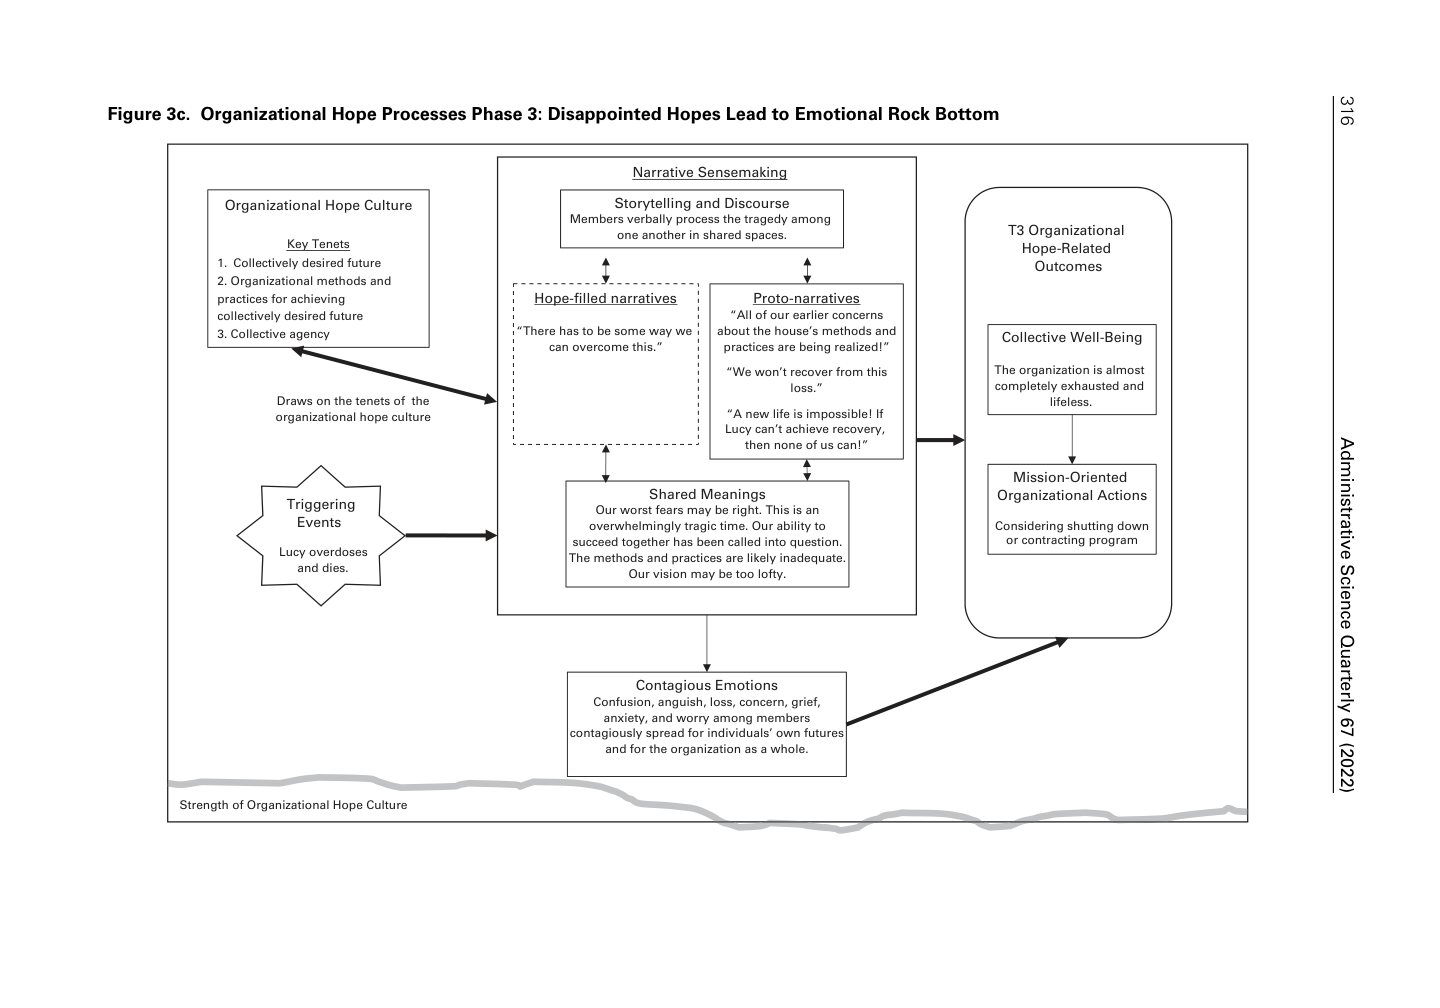 Figure 3c. Organizational Hope Processes Phase 3: Disappointed Hopes Lead to Emotional Rock Bottom
Organizational Hope Culture
Key Tenets
1. Collectively desired future
2. Organizational methods and
practices for achieving
collectively desired future
3. Collective agency
Draws on the tenets of the
organizational hope culture
Triggering
Events
Lucy overdoses
and dies.
Narrative Sensemaking
Storytelling and Discourse
Members verbally process the tragedy among
one another in shared spaces.
Hope-filled narratives
“There has to be some way we
can overcome this.”
Proto-narratives
“All of our earlier concerns
about the house’s methods and
practices are being realized!”
“We won’t recover from this
loss.”
“A new life is impossible! If
Lucy can’t achieve recovery,
then none of us can!”
Shared Meanings
Our worst fears may be right. This is an
overwhelmingly tragic time. Our ability to
succeed together has been called into question.
The methods and practices are likely inadequate.
Our vision may be too lofty.
Contagious Emotions
Confusion, anguish, loss, concern, grief,
anxiety, and worry among members
contagiously spread for individuals’ own futures
and for the organization as a whole.
T3 Organizational
Hope-Related
Outcomes
Collective Well-Being
The organization is almost
completely exhausted and
lifeless.
Mission-Oriented
Organizational Actions
Considering shutting down
or contracting program
Strength of Organizational Hope Culture
316
Administrative Science Quarterly 67 (2022)